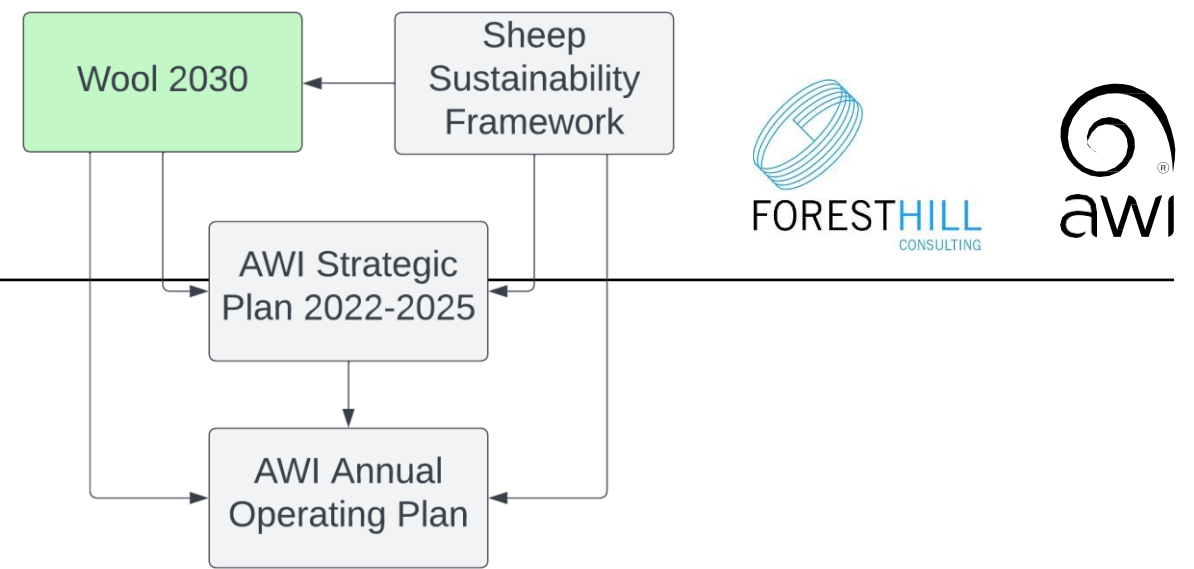 Wool 2030
Sheep
Sustainability
Framework
FORESTHILL
CONSULTING
®
awi
AWI Strategic
Plan 2022-2025
AWI Annual
Operating Plan